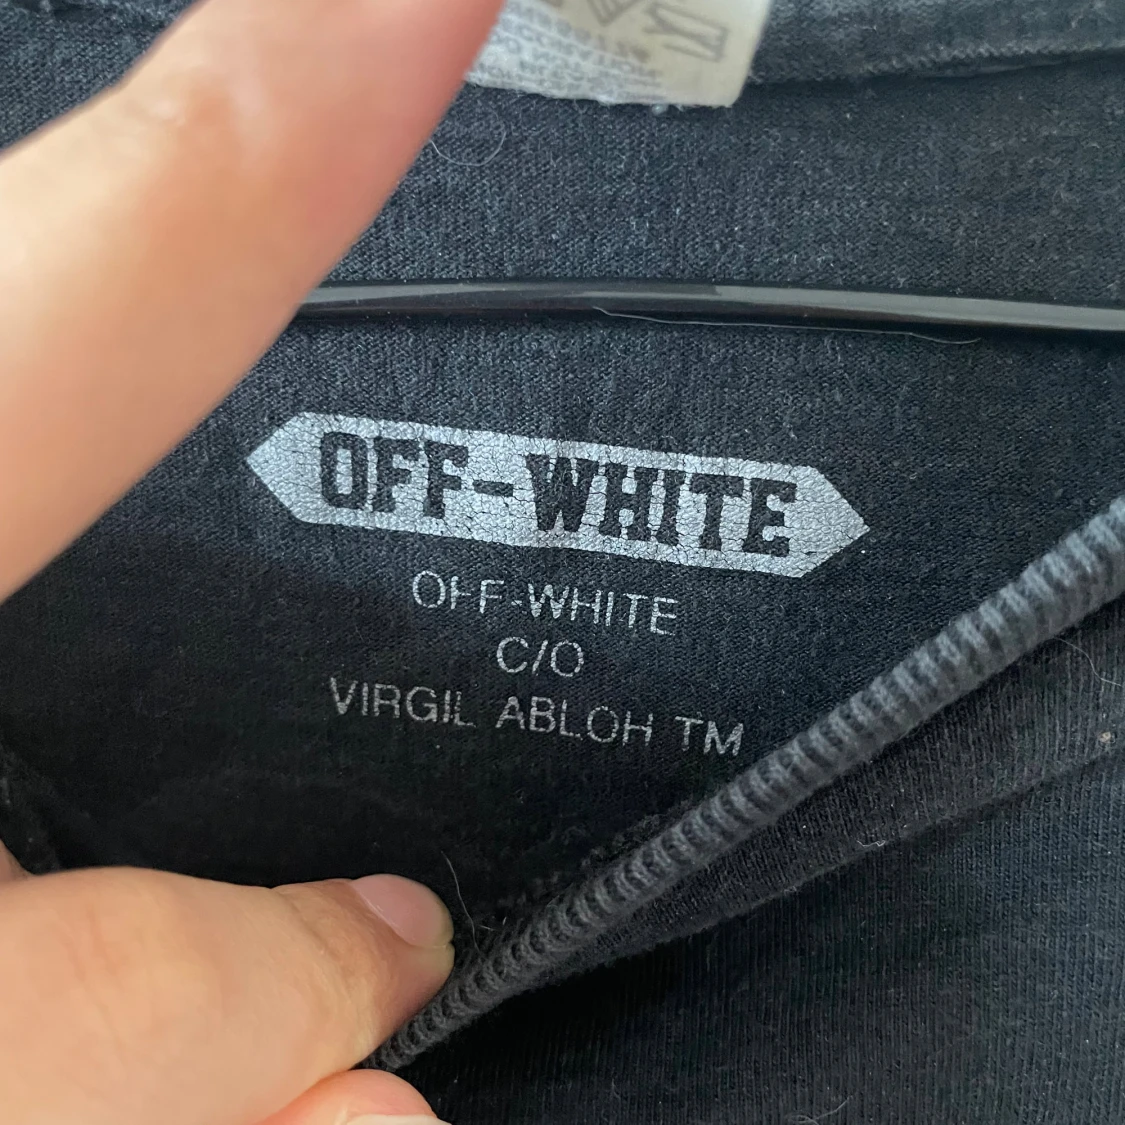 OFF-WHITE
OFF-WHITE
C/O
VIRGIL ABLOH TM